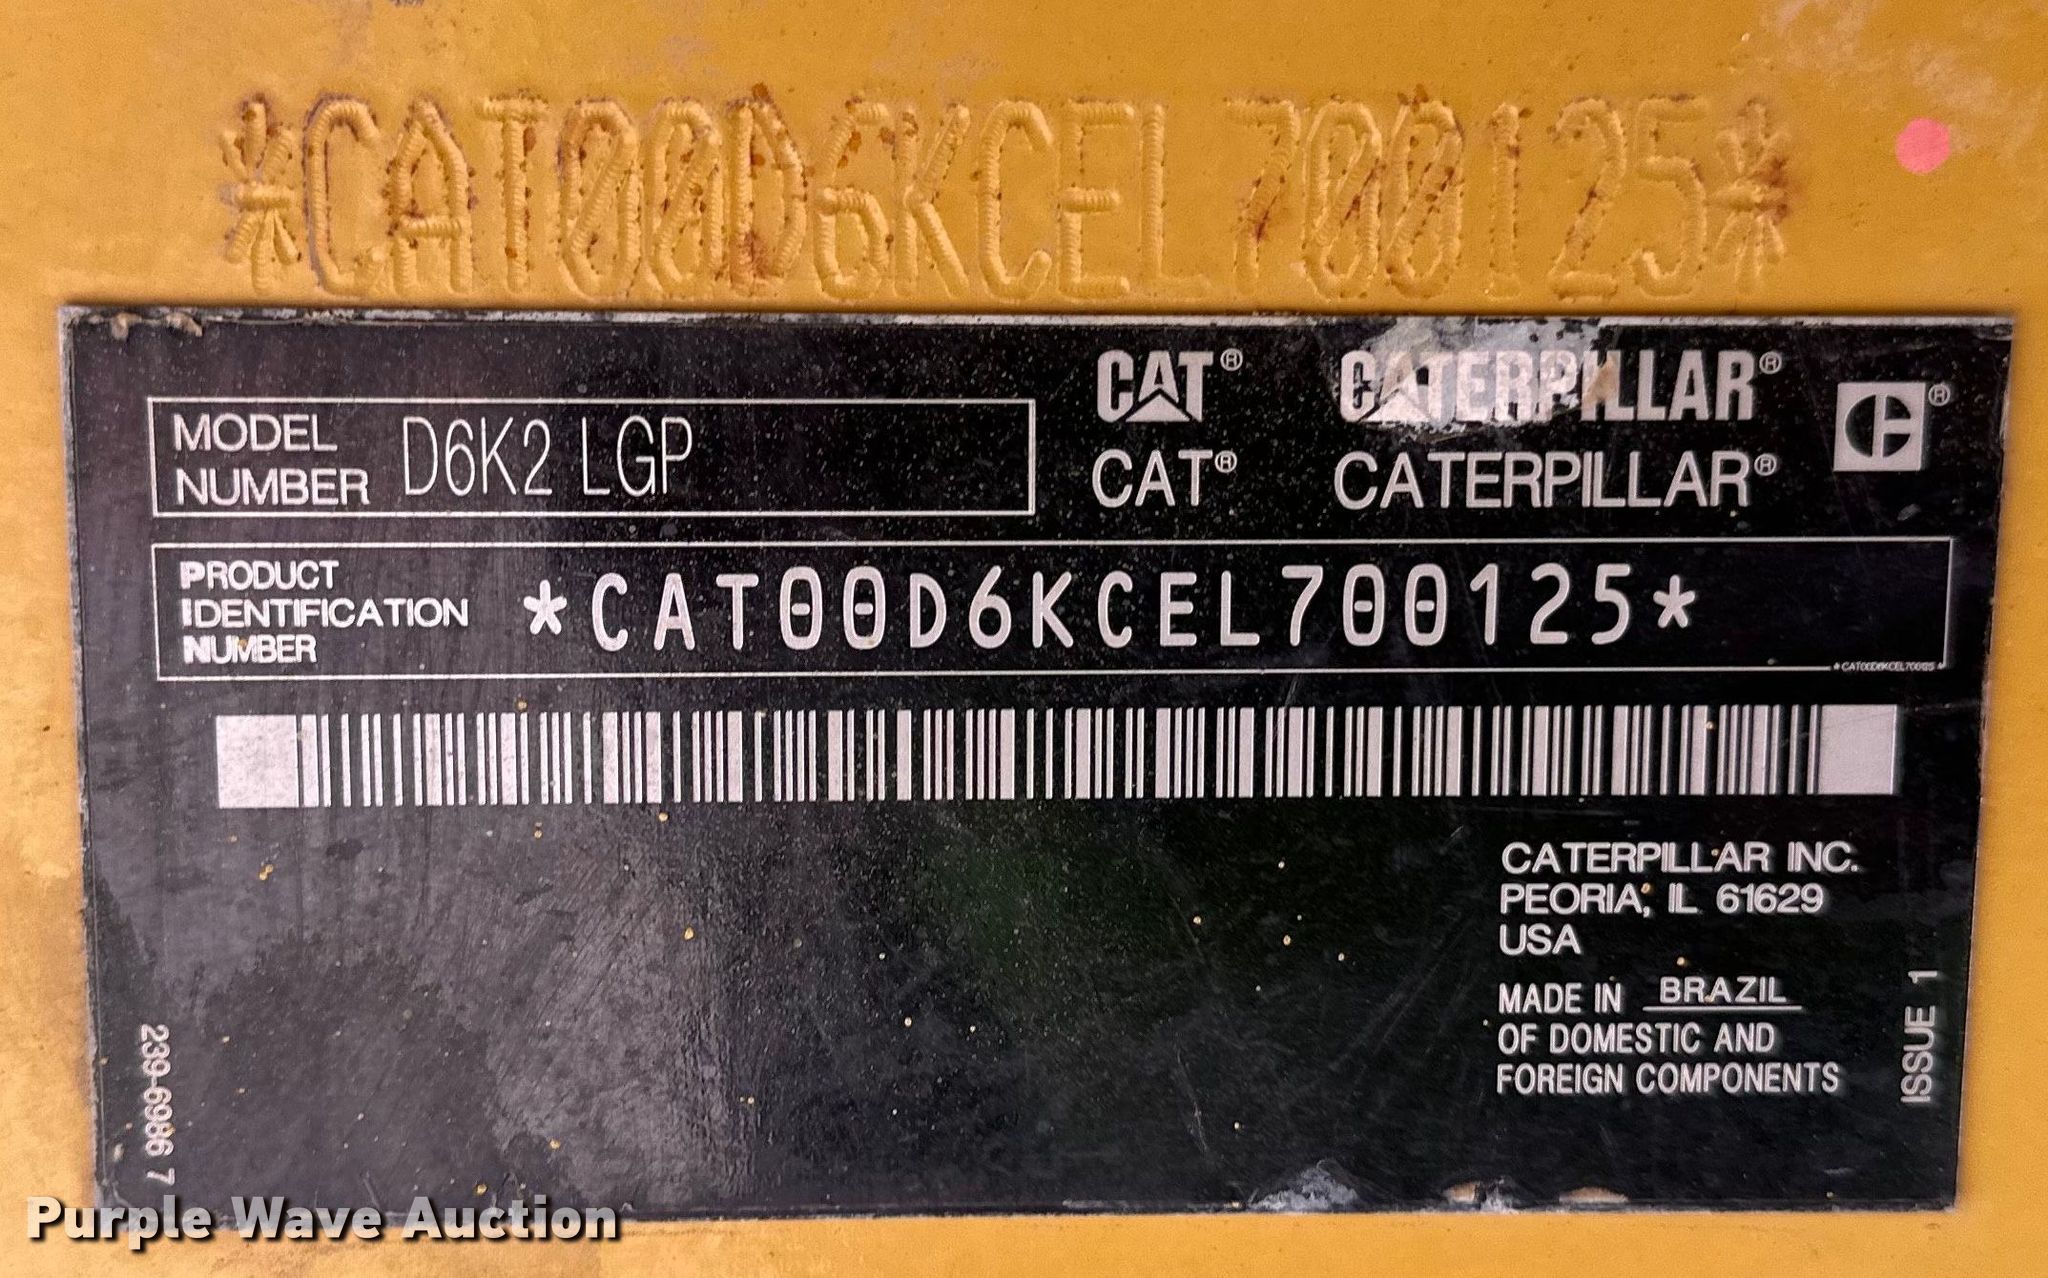 *CAT00D6KCEL700125*
CAT® CATERPILLAR® ®
MODEL NUMBER D6K2 LGP
CAT® CATERPILLAR®
PRODUCT IDENTIFICATION NUMBER *CAT00D6KCEL700125*
*CAT00D6KCEL700125*
CATERPILLAR INC.
PEORIA, IL 61629
USA
MADE IN BRAZIL
OF DOMESTIC AND
FOREIGN COMPONENTS
ISSUE 1
239-6986 7
Purple Wave Auction